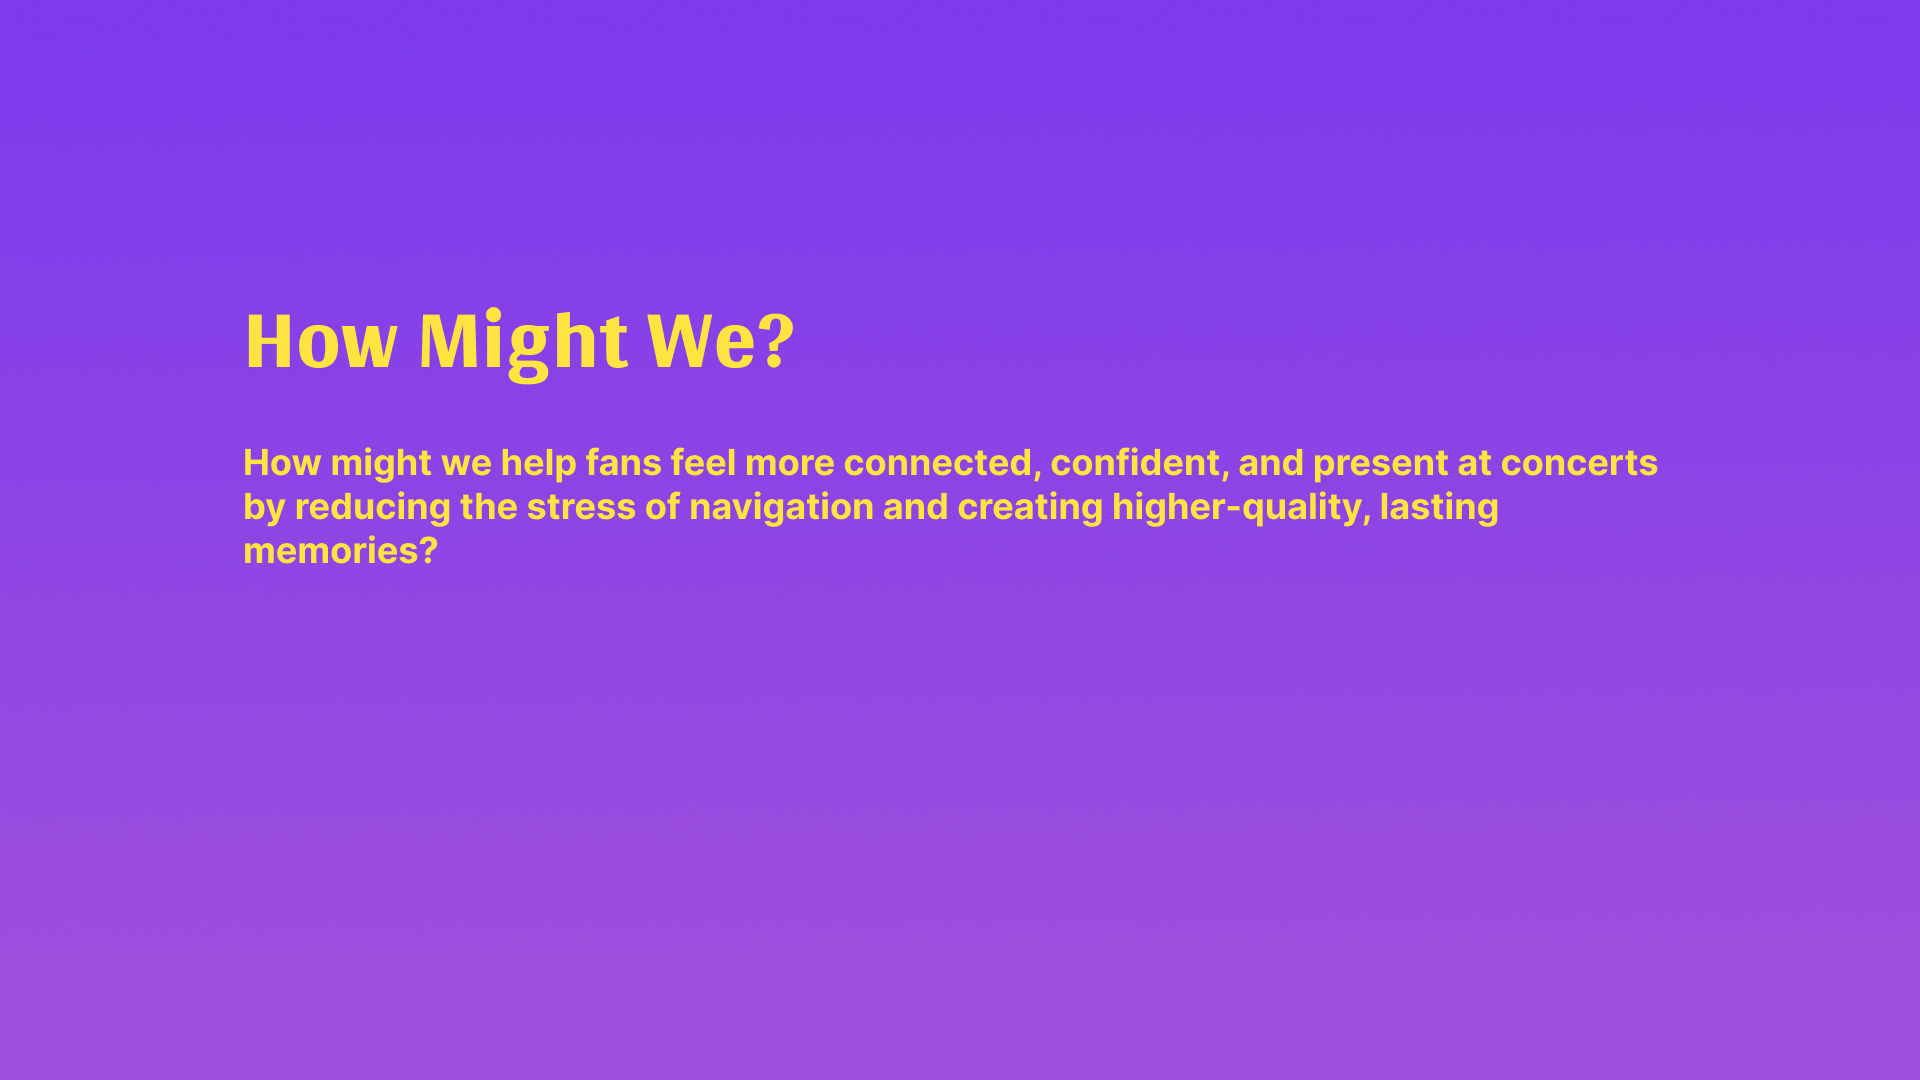 How Might We?
How might we help fans feel more connected, confident, and present at concerts
by reducing the stress of navigation and creating higher-quality, lasting
memories?